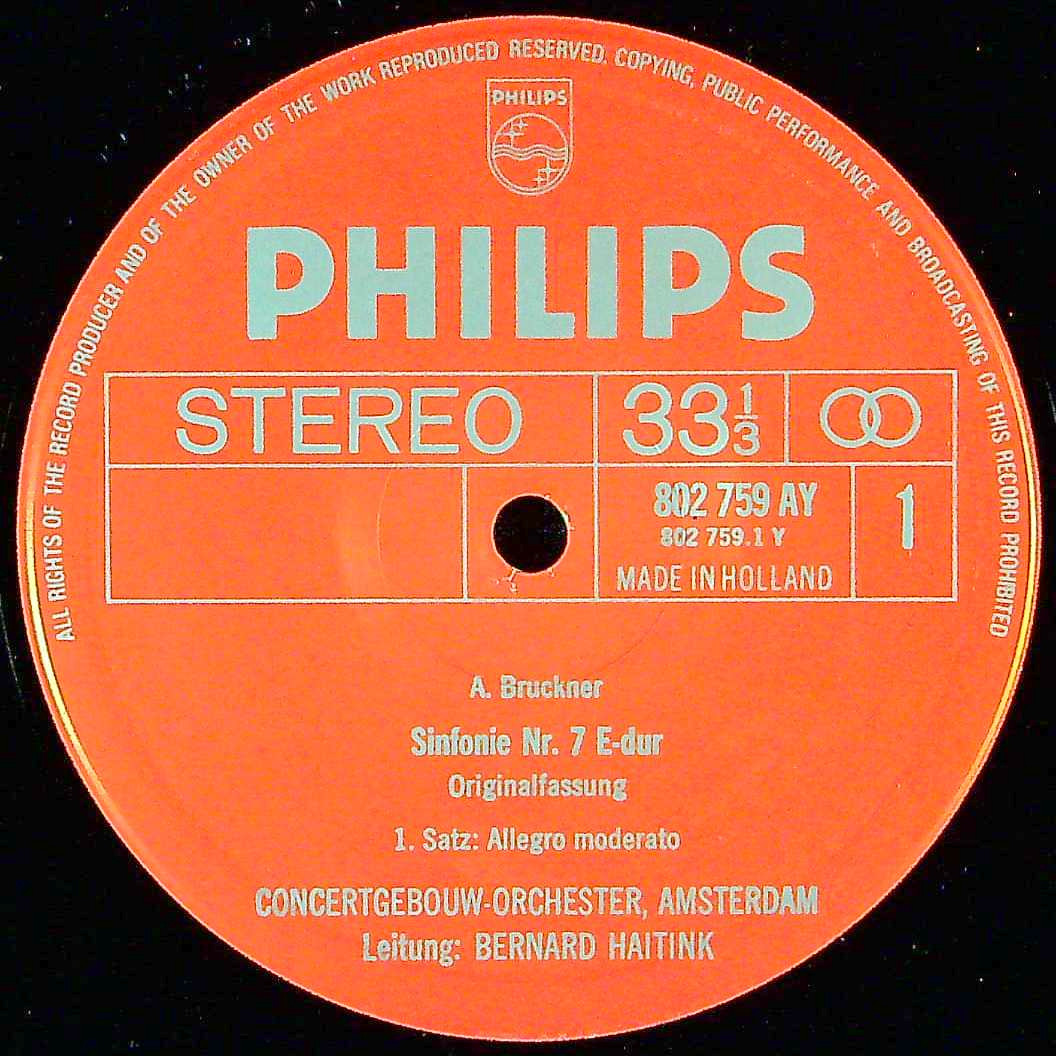 ALL RIGHTS OF THE RECORD PRODUCER AND OF THE OWNER OF THE WORK REPRODUCED RESERVED. COPYING, PUBLIC PERFORMANCE AND BROADCASTING OF THIS RECORD PROHIBITED
PHILIPS
PHILIPS
STEREO 33 1/3
802 759 AY 1
802 759.1 Y
MADE IN HOLLAND
A. Bruckner
Sinfonie Nr. 7 E-dur
Originalfassung
1. Satz: Allegro moderato
CONCERTGEBOUW-ORCHESTER, AMSTERDAM
Leitung: BERNARD HAITINK